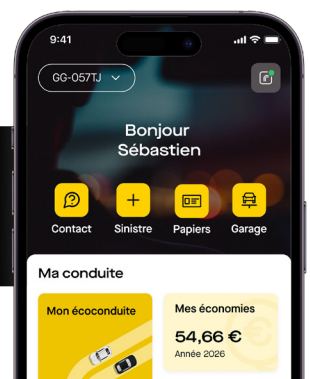 9:41
GG-057TJ
Bonjour
Sébastien
Contact
Sinistre
Papiers
Garage
Ma conduite
Mon écoconduite
Mes économies
54,66 €
Année 2026